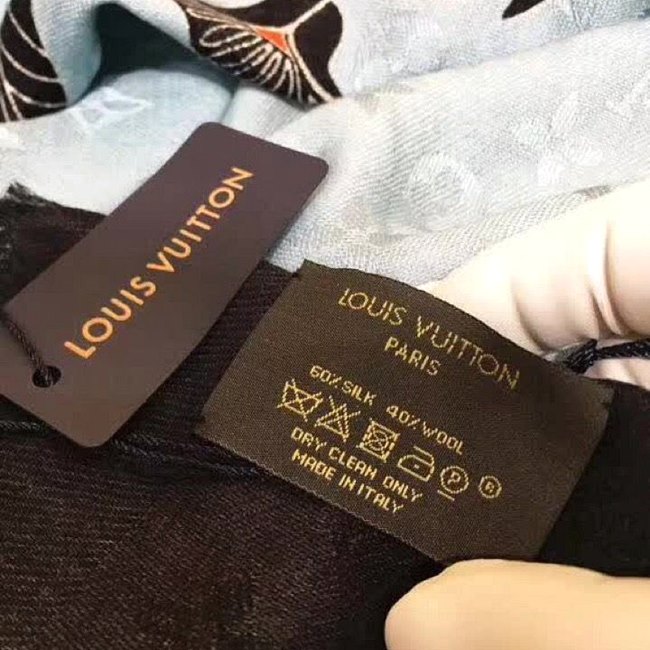 LOUIS VUITTON
LOUIS VUITTON
PARIS
60%SILK 40%WOOL
P
DRY CLEAN ONLY
MADE IN ITALY